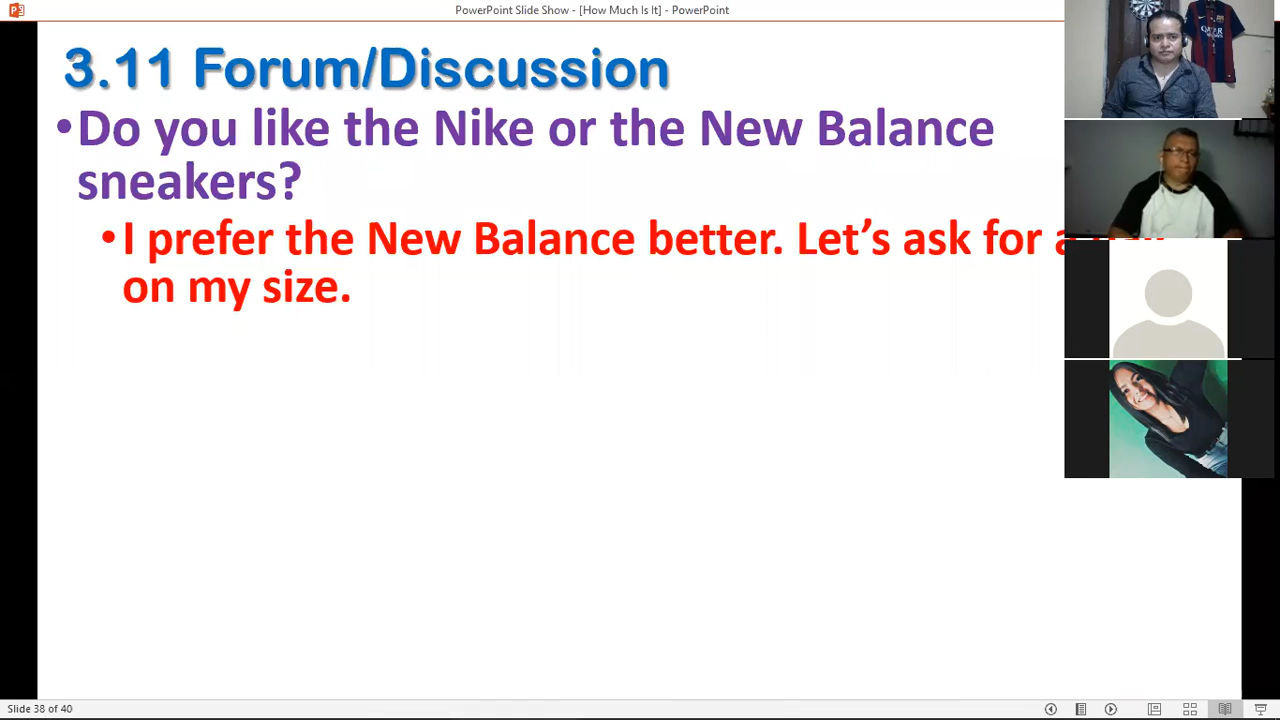 PowerPoint Slide Show - [How Much Is It] - PowerPoint
3.11 Forum/Discussion
•Do you like the Nike or the New Balance
sneakers?
•I prefer the New Balance better. Let’s ask for a
on my size.
QATAR
Slide 38 of 40